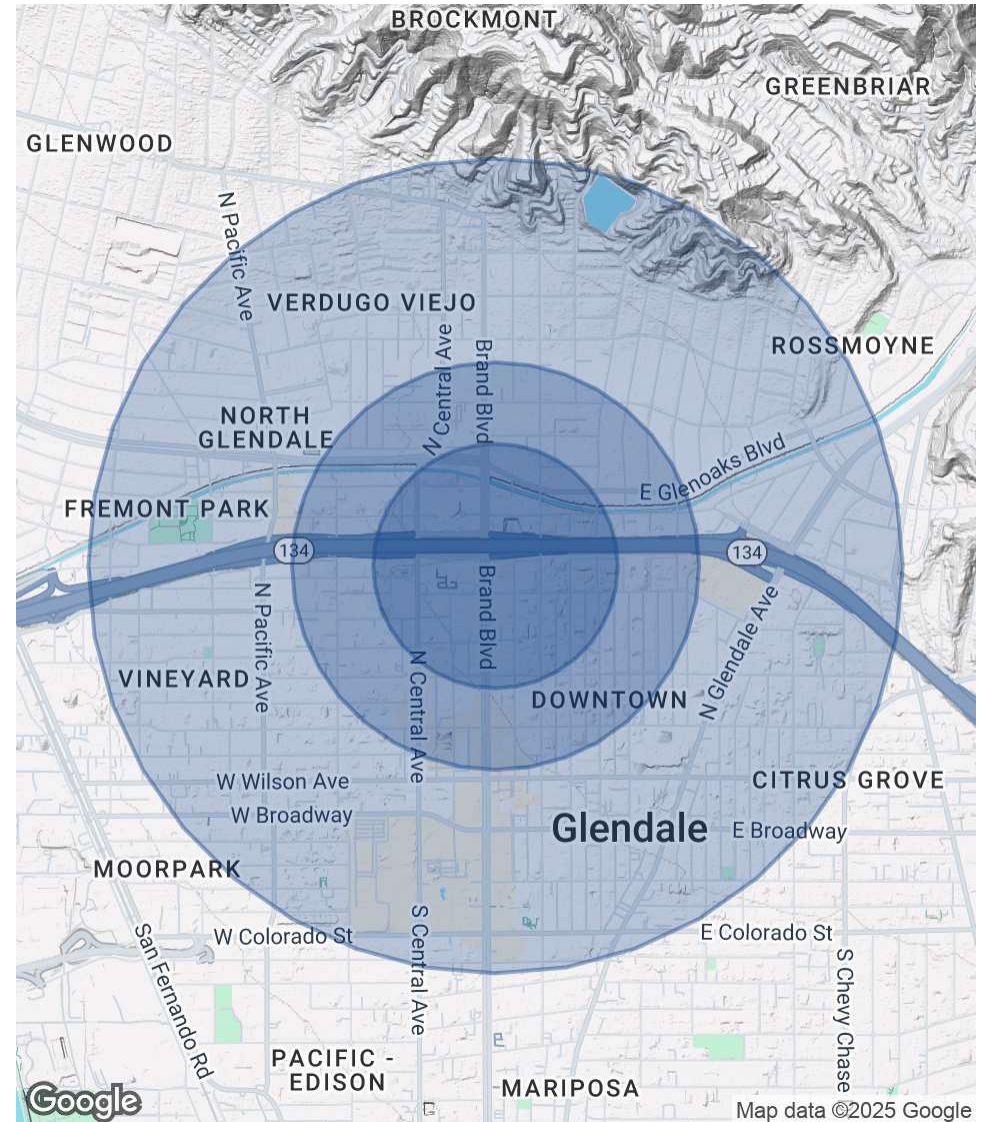 BROCKMONT
GREENBRIAR
GLENWOOD
N Pacific Ave
VERDUGO VIEJO
N Central Ave
Brand Blvd
ROSSMOYNE
NORTH
GLENDALE
E Glenoaks Blvd
FREMONT PARK
134
134
N Pacific Ave
Brand Blvd
N Glendale Ave
VINEYARD
N Central Ave
DOWNTOWN
W Wilson Ave
CITRUS GROVE
W Broadway
Glendale
E Broadway
MOORPARK
San Fernando Rd
W Colorado St
S Central Ave
E Colorado St
S Chevy Chase
PACIFIC -
EDISON
MARIPOSA
Google
Map data ©2025 Google